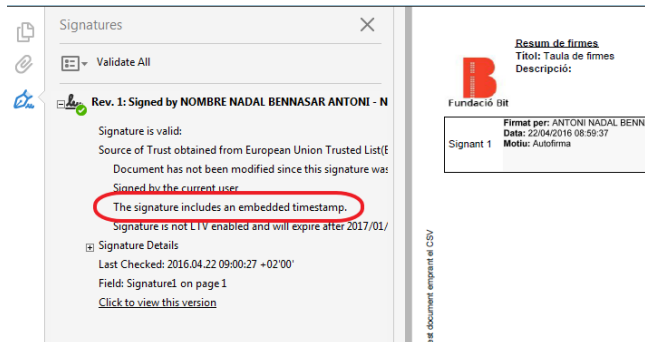 Signatures
Validate All
Rev. 1: Signed by NOMBRE NADAL BENNASAR ANTONI - N
Signature is valid:
Source of Trust obtained from European Union Trusted List(E
Document has not been modified since this signature was
Signed by the current user
The signature includes an embedded timestamp.
Signature is not LTV enabled and will expire after 2017/01/
Signature Details
Last Checked: 2016.04.22 09:00:27 +02'00'
Field: Signature1 on page 1
Click to view this version
Resum de firmes
Titol: Taula de firmes
Descripció:
Fundació Bit
Signant 1
Firmat per: ANTONI NADAL BENN
Data: 22/04/2016 08:59:37
Motiu: Autofirma
est document emprant el CSV